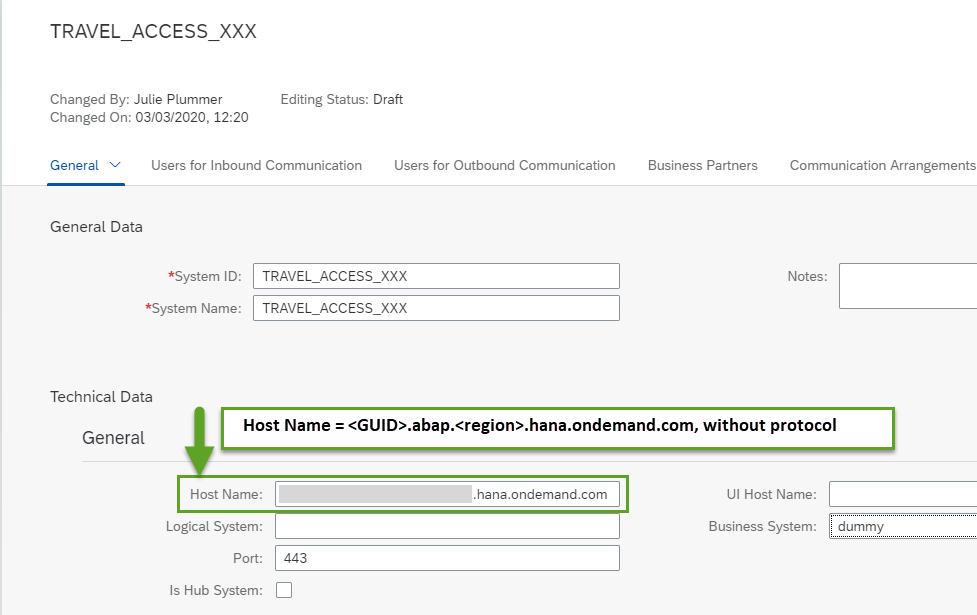 TRAVEL_ACCESS_XXX
Changed By: Julie Plummer Editing Status: Draft
Changed On: 03/03/2020, 12:20
General Users for Inbound Communication Users for Outbound Communication Business Partners Communication Arrangements
General Data
*System ID: TRAVEL_ACCESS_XXX Notes:
*System Name: TRAVEL_ACCESS_XXX
Technical Data
Host Name = <GUID>.abap.<region>.hana.ondemand.com, without protocol
General
Host Name: .hana.ondemand.com UI Host Name:
Logical System: Business System: dummy
Port: 443
Is Hub System: